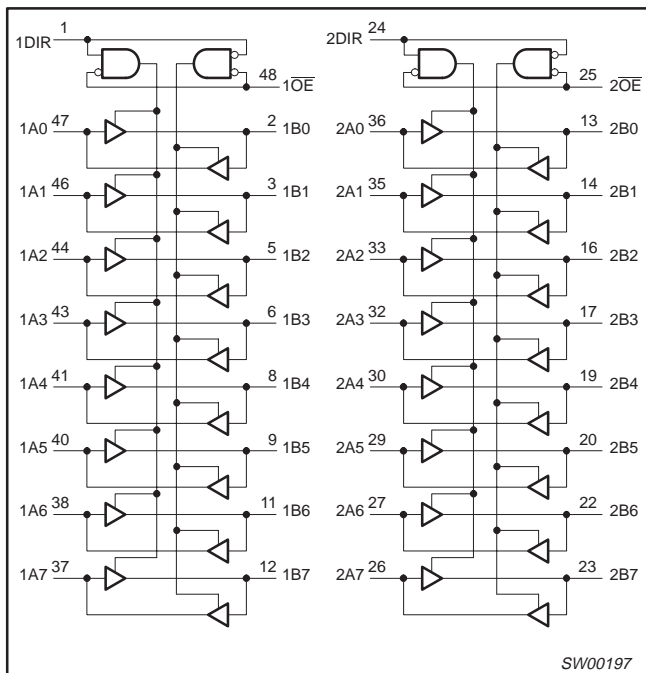 1DIR 1 2DIR 24
48 1O̅E̅ 25 2O̅E̅
1A0 47 2 1B0 2A0 36 13 2B0
1A1 46 3 1B1 2A1 35 14 2B1
1A2 44 5 1B2 2A2 33 16 2B2
1A3 43 6 1B3 2A3 32 17 2B3
1A4 41 8 1B4 2A4 30 19 2B4
1A5 40 9 1B5 2A5 29 20 2B5
1A6 38 11 1B6 2A6 27 22 2B6
1A7 37 12 1B7 2A7 26 23 2B7
SW00197